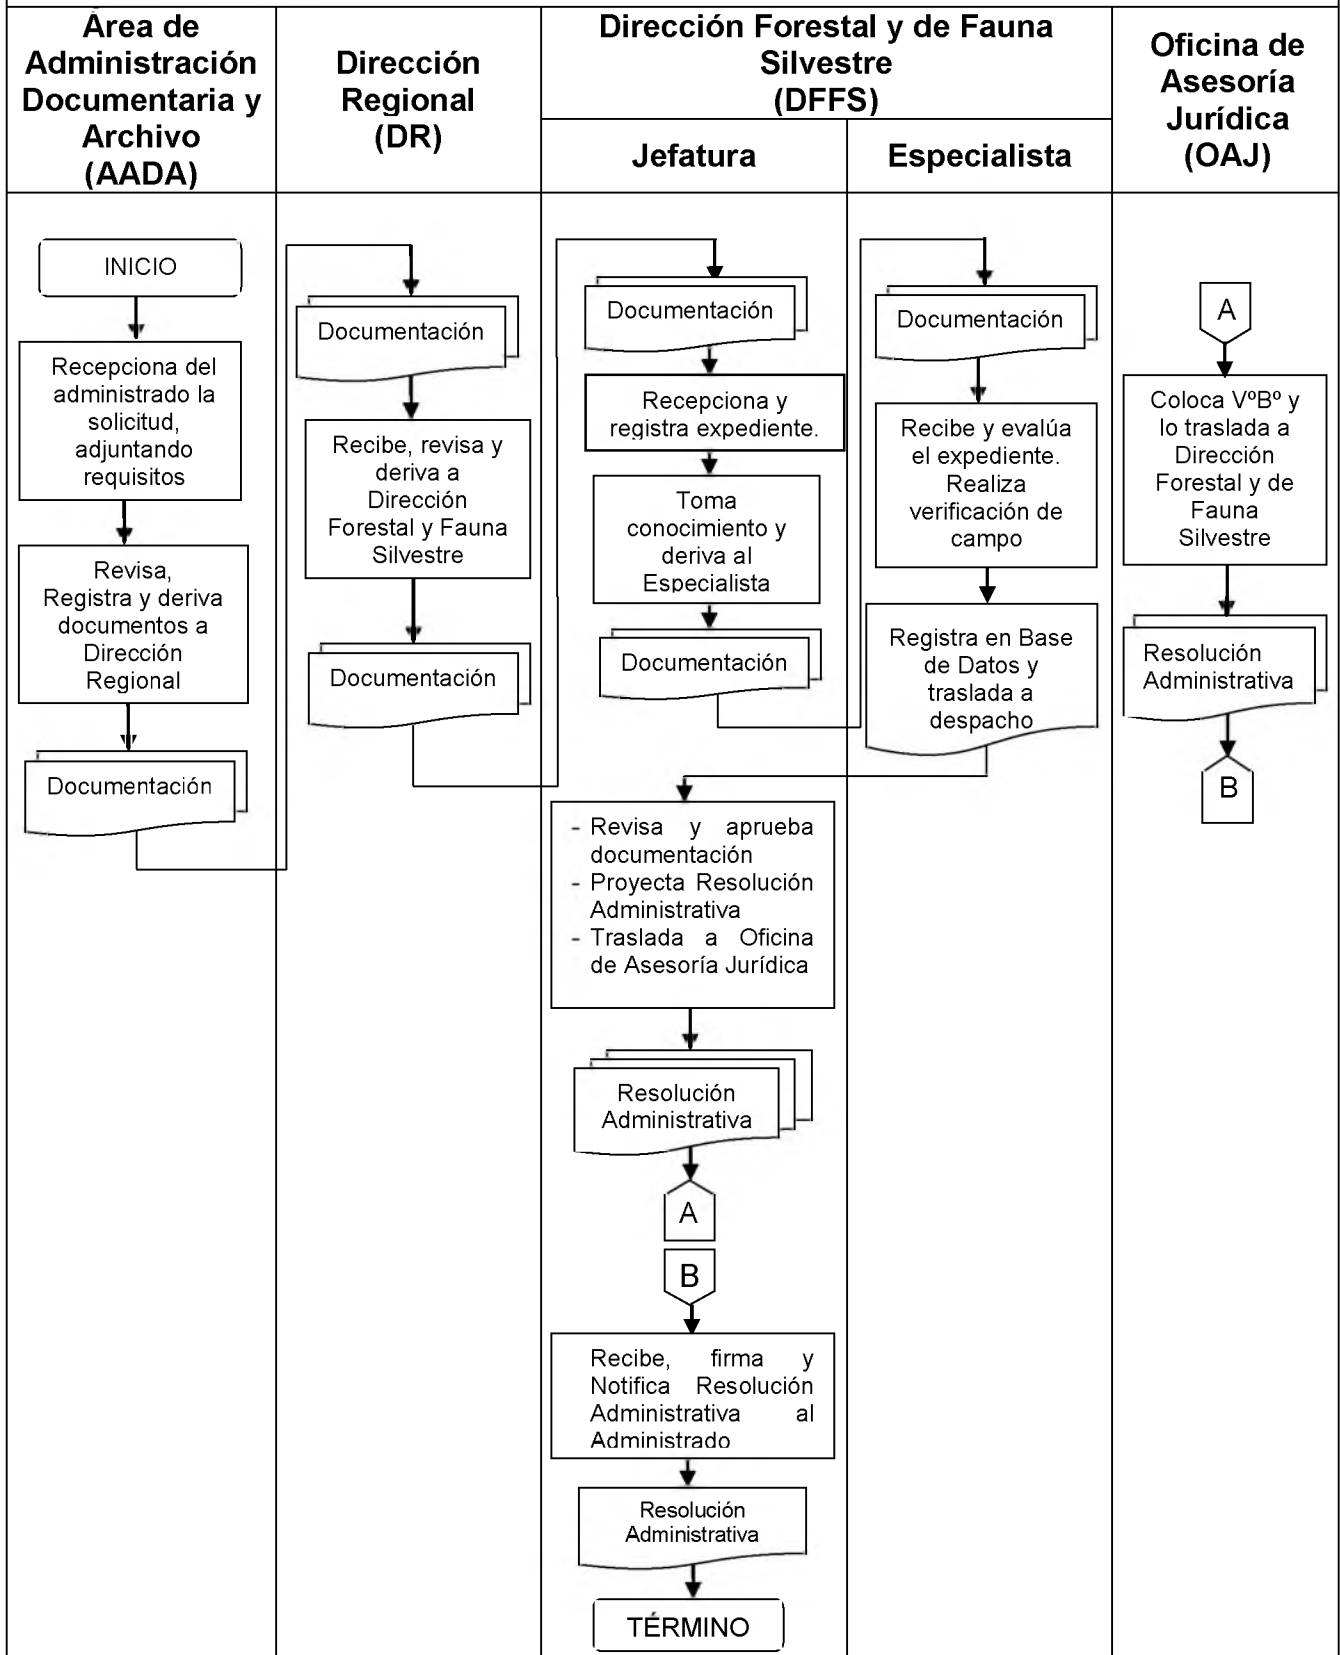 Área de
Administración
Documentaria y
Archivo
(AADA)
Dirección
Regional
(DR)
Dirección Forestal y de Fauna
Silvestre
(DFFS)
Jefatura
Especialista
Oficina de
Asesoría
Jurídica
(OAJ)
INICIO
Recepciona del
administrado la
solicitud,
adjuntando
requisitos
Revisa,
Registra y deriva
documentos a
Dirección
Regional
Documentación
Documentación
Recibe, revisa y
deriva a
Dirección
Forestal y Fauna
Silvestre
Documentación
Documentación
Recepciona y
registra expediente.
Toma
conocimiento y
deriva al
Especialista
Documentación
Documentación
Recibe y evalúa
el expediente.
Realiza
verificación de
campo
Registra en Base
de Datos y
traslada a
despacho
- Revisa y aprueba
documentación
- Proyecta Resolución
Administrativa
- Traslada a Oficina
de Asesoría Jurídica
Resolución
Administrativa
A
A
Coloca VºBº y
lo traslada a
Dirección
Forestal y de
Fauna
Silvestre
Resolución
Administrativa
B
B
Recibe, firma y
Notifica Resolución
Administrativa al
Administrado
Resolución
Administrativa
TÉRMINO